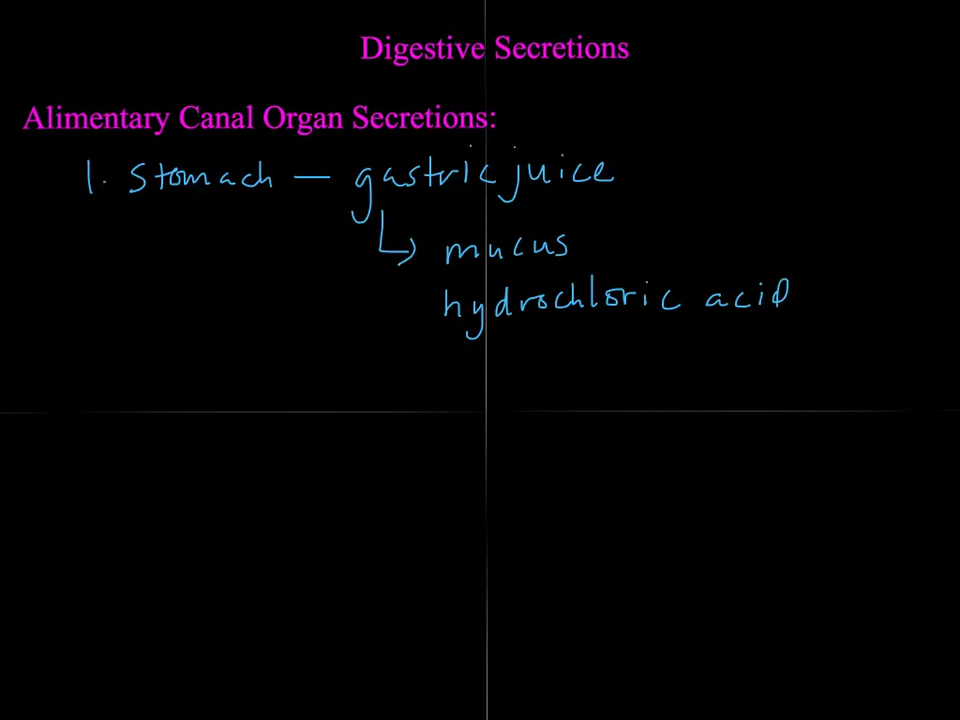 Digestive Secretions
Alimentary Canal Organ Secretions:
1. Stomach — gastric juice
mucus
hydrochloric acid